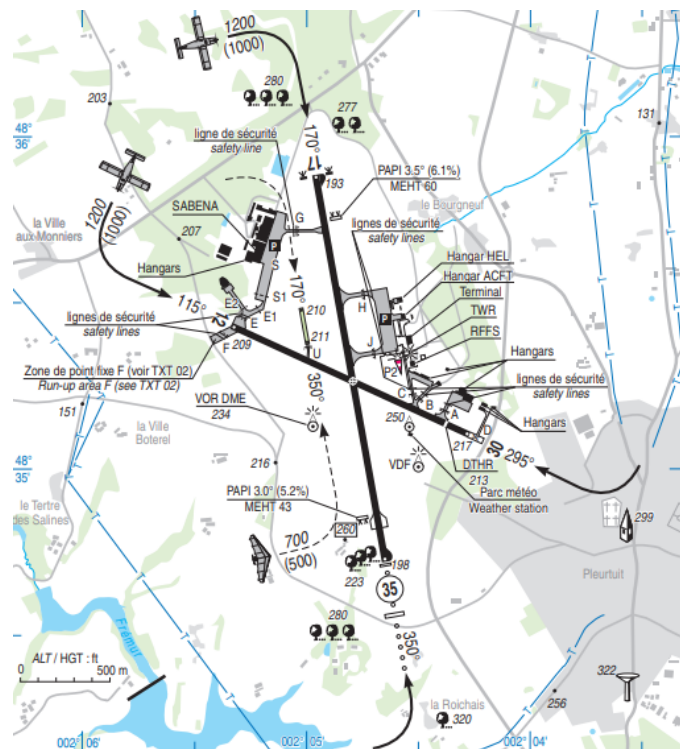 1200
(1000)
280
277
203
131
48°
36'
170°
17
193
ligne de sécurité
safety line
PAPI 3.5° (6.1%)
MEHT 60
le Bourgneuf
1200
(1000)
SABENA
G
lignes de sécurité
safety lines
la Ville
aux Monniers
207
P
Hangar HEL
Hangar ACFT
Hangars
S
Terminal
170°
H
TWR
115°
E2
S1
210
P
RFFS
lignes de sécurité
safety lines
12
E
E1
211
J
Hangars
F
209
U
P2
lignes de sécurité
safety lines
Zone de point fixe F (voir TXT 02)
Run-up area F (see TXT 02)
350°
C
B
A
Hangars
151
VOR DME
234
250
D
217
30
295°
la Ville
Boterel
48°
35'
216
VDF
DTHR
213
PAPI 3.0° (5.2%)
MEHT 43
Parc météo
Weather station
le Tertre
des Salines
260
299
700
(500)
198
223
35
Pleurtuit
280
350°
Frémur
ALT / HGT : ft
0
500 m
322
la Roichais
320
256
002° 06'
002° 05'
002° 04'
T
T
T
T
T
T
T
T
T
T
T